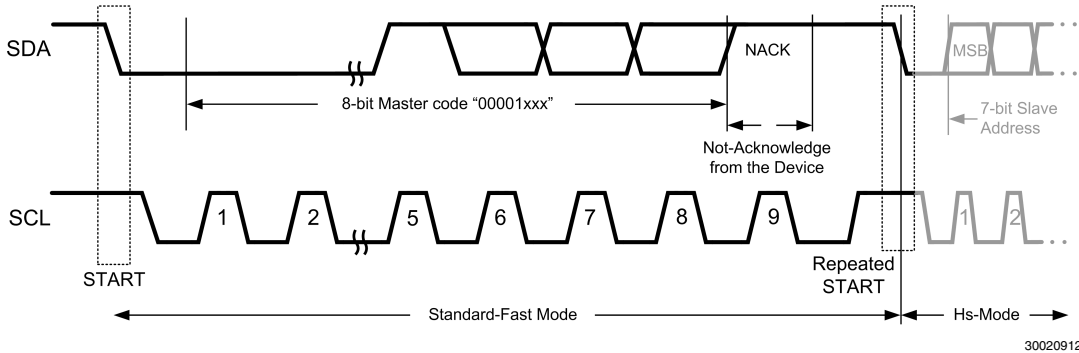 SDA
NACK
MSB
8-bit Master code "00001xxx"
7-bit Slave
Address
Not-Acknowledge
from the Device
SCL
1
2
5
6
7
8
9
1
2
START
Repeated
START
Standard-Fast Mode
Hs-Mode
30020912